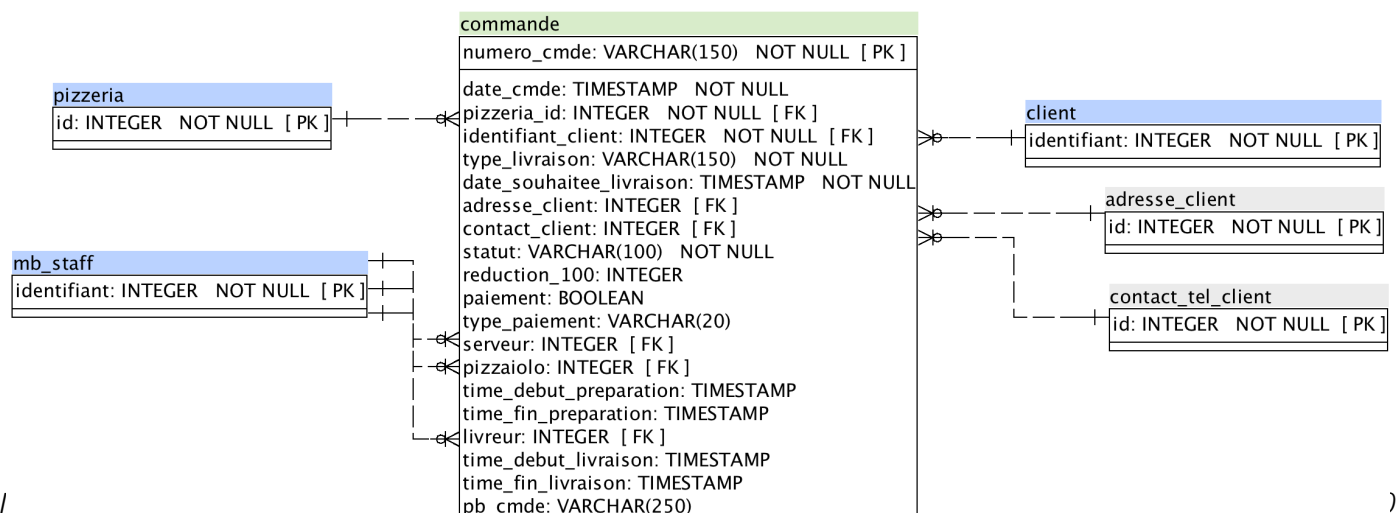 commande
numero_cmde: VARCHAR(150)   NOT NULL  [ PK ]
date_cmde: TIMESTAMP   NOT NULL
pizzeria_id: INTEGER   NOT NULL  [ FK ]
identifiant_client: INTEGER   NOT NULL  [ FK ]
type_livraison: VARCHAR(150)   NOT NULL
date_souhaitee_livraison: TIMESTAMP   NOT NULL
adresse_client: INTEGER  [ FK ]
contact_client: INTEGER  [ FK ]
statut: VARCHAR(100)   NOT NULL
reduction_100: INTEGER
paiement: BOOLEAN
type_paiement: VARCHAR(20)
serveur: INTEGER  [ FK ]
pizzaiolo: INTEGER  [ FK ]
time_debut_preparation: TIMESTAMP
time_fin_preparation: TIMESTAMP
livreur: INTEGER  [ FK ]
time_debut_livraison: TIMESTAMP
time_fin_livraison: TIMESTAMP
pb_cmde: VARCHAR(250)
pizzeria
id: INTEGER   NOT NULL  [ PK ]
mb_staff
identifiant: INTEGER   NOT NULL  [ PK ]
client
identifiant: INTEGER   NOT NULL  [ PK ]
adresse_client
id: INTEGER   NOT NULL  [ PK ]
contact_tel_client
id: INTEGER   NOT NULL  [ PK ]